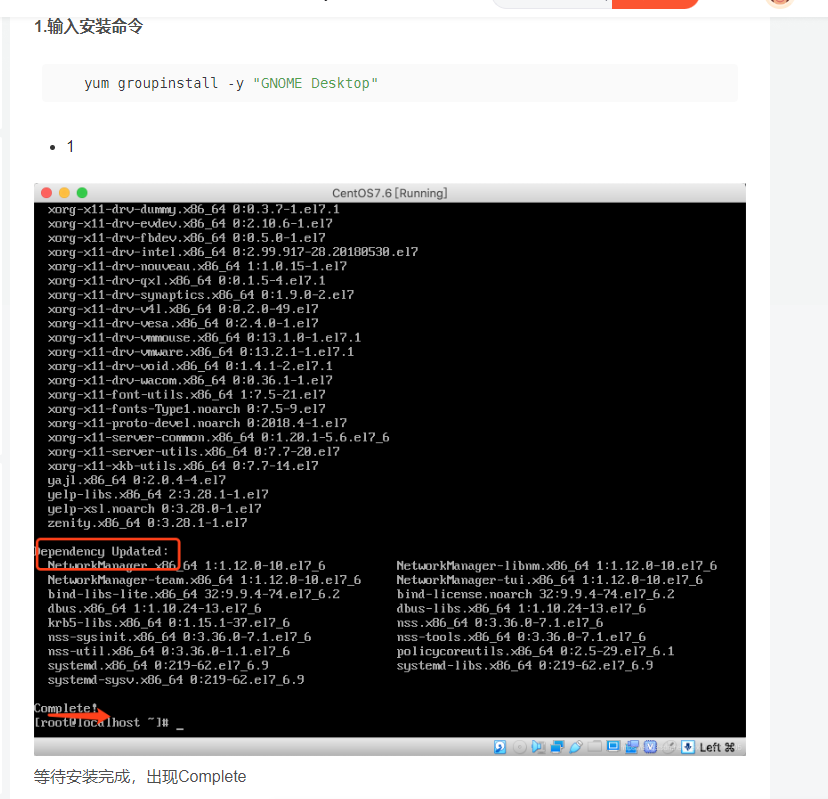 1.输入安装命令
yum groupinstall -y "GNOME Desktop"
1
CentOS7.6 [Running]
xorg-x11-drv-dummy.x86_64 0:0.3.7-1.el7.1
xorg-x11-drv-evdev.x86_64 0:2.10.6-1.el7
xorg-x11-drv-fbdev.x86_64 0:0.5.0-1.el7
xorg-x11-drv-intel.x86_64 0:2.99.917-28.20180530.el7
xorg-x11-drv-nouveau.x86_64 1:1.0.15-1.el7
xorg-x11-drv-qxl.x86_64 0:0.1.5-4.el7.1
xorg-x11-drv-synaptics.x86_64 0:1.9.0-2.el7
xorg-x11-drv-v4l.x86_64 0:0.2.0-49.el7
xorg-x11-drv-vesa.x86_64 0:2.4.0-1.el7
xorg-x11-drv-vmmouse.x86_64 0:13.1.0-1.el7.1
xorg-x11-drv-vmware.x86_64 0:13.2.1-1.el7.1
xorg-x11-drv-void.x86_64 0:1.4.1-2.el7.1
xorg-x11-drv-wacom.x86_64 0:0.36.1-1.el7
xorg-x11-font-utils.x86_64 1:7.5-21.el7
xorg-x11-fonts-Type1.noarch 0:7.5-9.el7
xorg-x11-proto-devel.noarch 0:2018.4-1.el7
xorg-x11-server-common.x86_64 0:1.20.1-5.6.el7_6
xorg-x11-server-utils.x86_64 0:7.7-20.el7
xorg-x11-xkb-utils.x86_64 0:7.7-14.el7
yajl.x86_64 0:2.0.4-4.el7
yelp-libs.x86_64 2:3.28.1-1.el7
yelp-xsl.noarch 0:3.28.0-1.el7
zenity.x86_64 0:3.28.1-1.el7
Dependency Updated:
NetworkManager.x86_64 1:1.12.0-10.el7_6 NetworkManager-libnm.x86_64 1:1.12.0-10.el7_6
NetworkManager-team.x86_64 1:1.12.0-10.el7_6 NetworkManager-tui.x86_64 1:1.12.0-10.el7_6
bind-libs-lite.x86_64 32:9.9.4-74.el7_6.2 bind-license.noarch 32:9.9.4-74.el7_6.2
dbus.x86_64 1:1.10.24-13.el7_6 dbus-libs.x86_64 1:1.10.24-13.el7_6
krb5-libs.x86_64 0:1.15.1-37.el7_6 nss.x86_64 0:3.36.0-7.1.el7_6
nss-sysinit.x86_64 0:3.36.0-7.1.el7_6 nss-tools.x86_64 0:3.36.0-7.1.el7_6
nss-util.x86_64 0:3.36.0-1.1.el7_6 policycoreutils.x86_64 0:2.5-29.el7_6.1
systemd.x86_64 0:219-62.el7_6.9 systemd-libs.x86_64 0:219-62.el7_6.9
systemd-sysv.x86_64 0:219-62.el7_6.9
Complete!
[root@localhost ~]# _
Left ⌘
等待安装完成，出现Complete